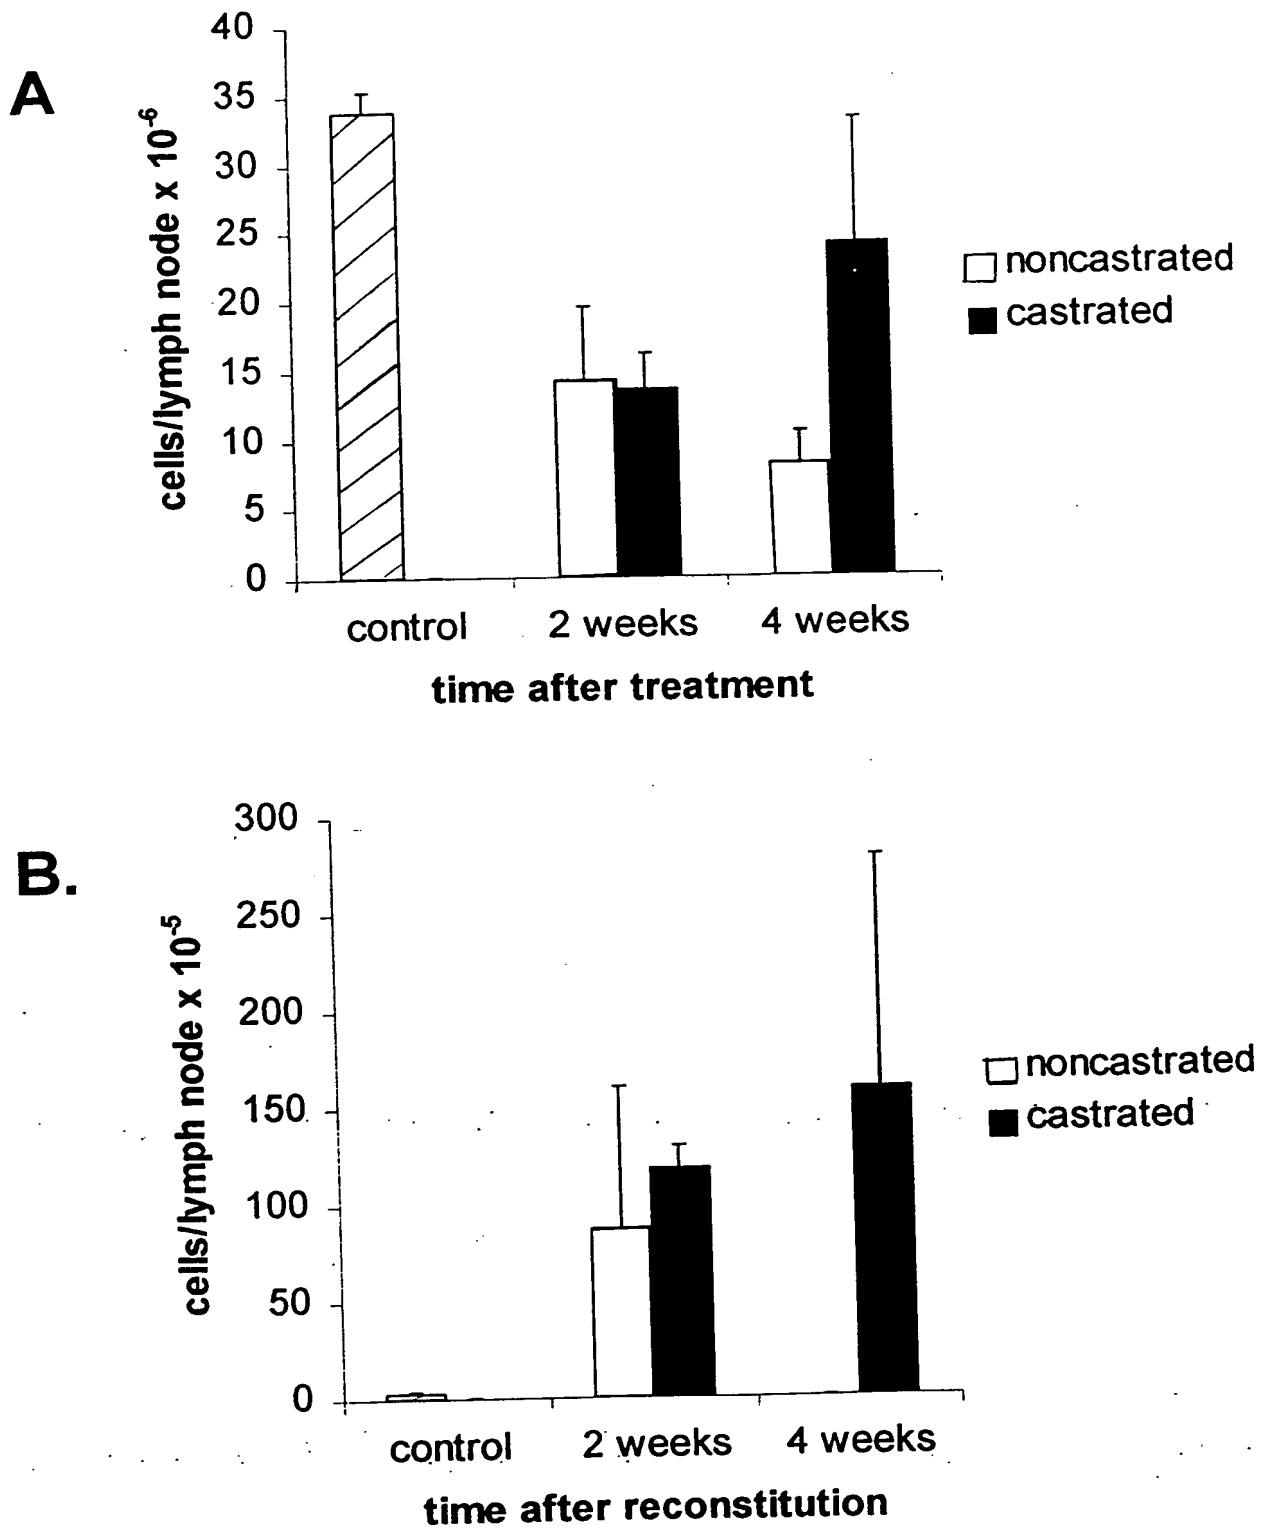 A
cells/lymph node x 10⁻⁶
40
35
30
25
20
15
10
5
0
control 2 weeks 4 weeks
time after treatment
noncastrated
castrated
B.
cells/lymph node x 10⁻⁵
300
250
200
150
100
50
0
control 2 weeks 4 weeks
time after reconstitution
noncastrated
castrated